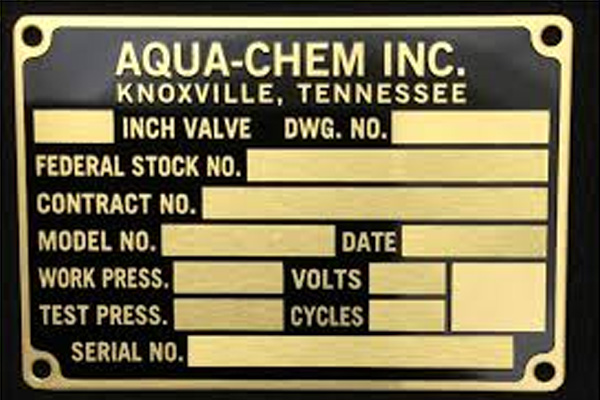 AQUA-CHEM INC.
KNOXVILLE, TENNESSEE
INCH VALVE DWG. NO.
FEDERAL STOCK NO.
CONTRACT NO.
MODEL NO. DATE
WORK PRESS. VOLTS
TEST PRESS. CYCLES
SERIAL NO.